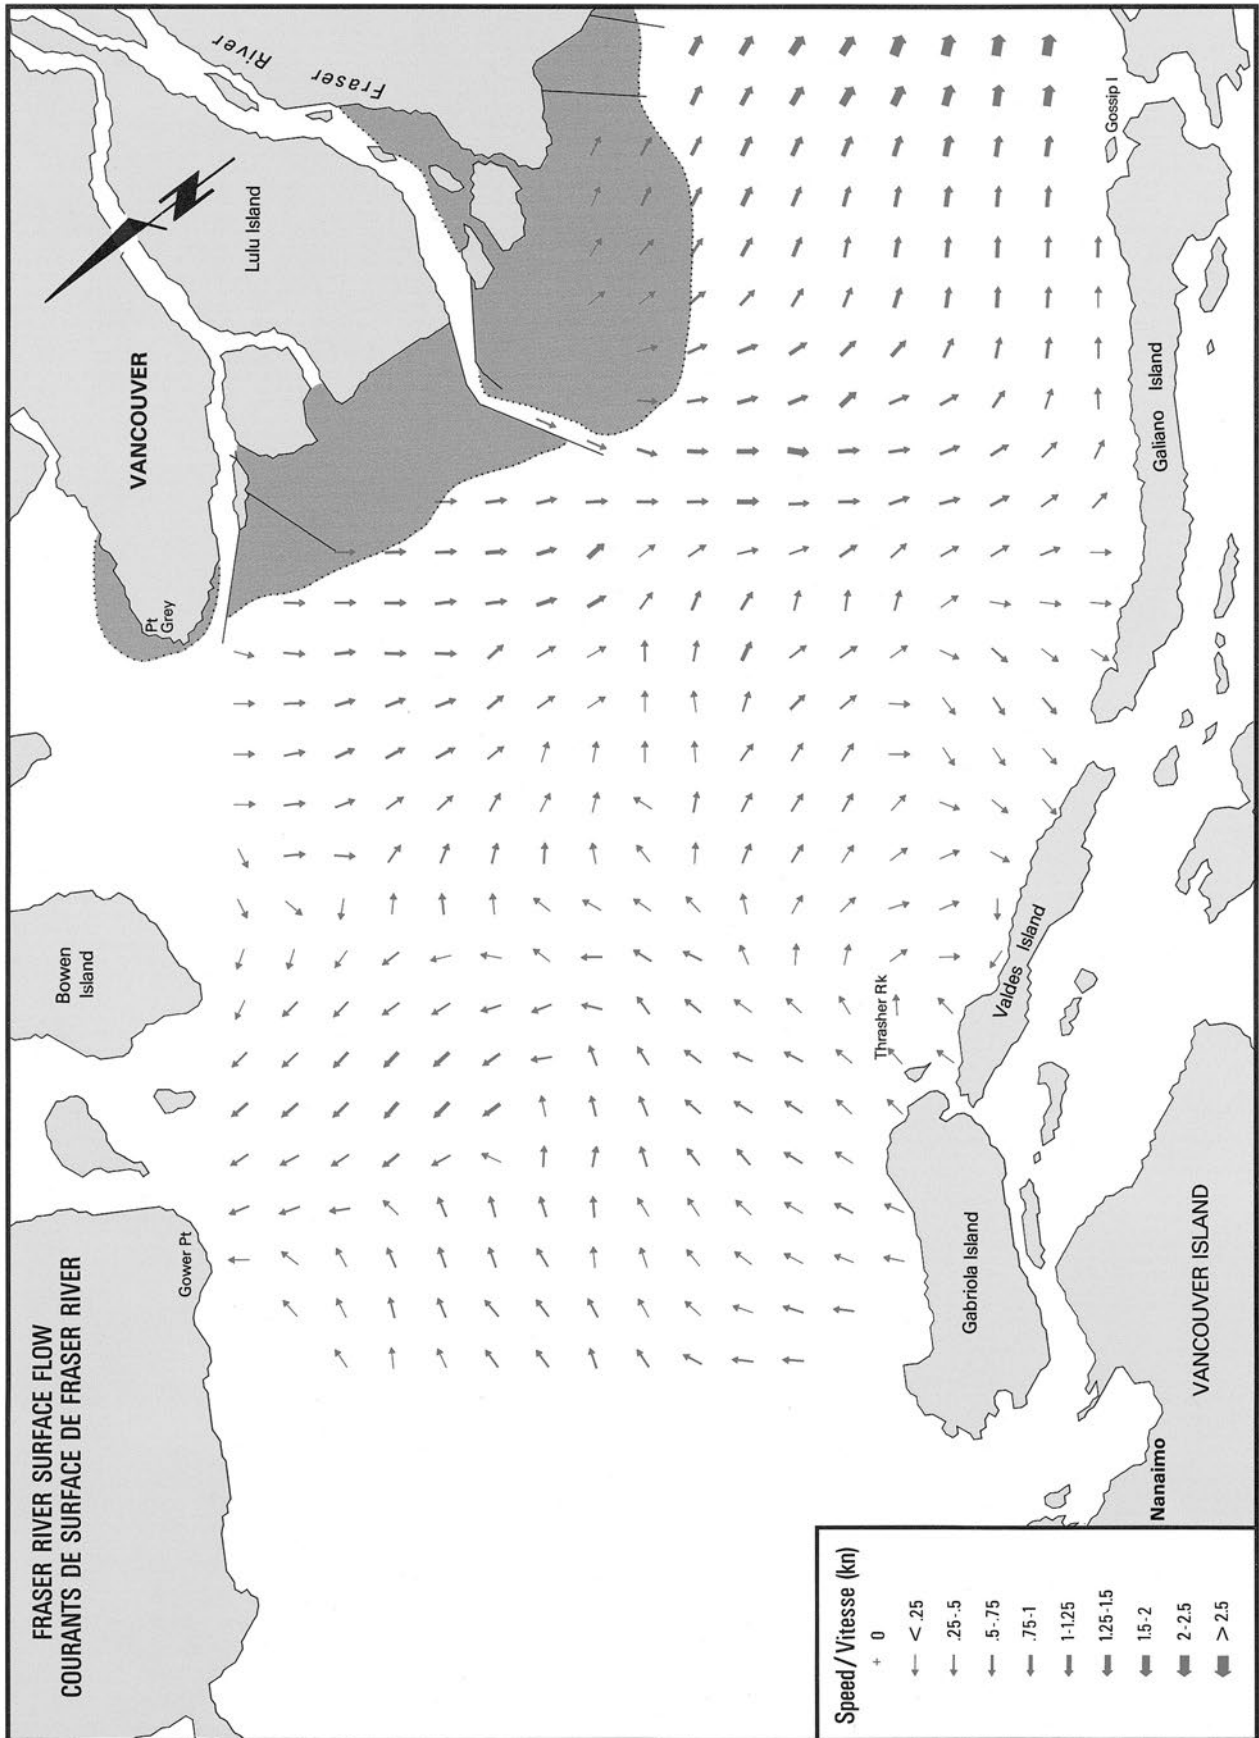 FRASER RIVER SURFACE FLOW
COURANTS DE SURFACE DE FRASER RIVER
Gower Pt
Bowen
Island
Pt
Grey
VANCOUVER
Lulu Island
Fraser River
N
Gossip I
Galiano Island
Valdes Island
Thrasher Rk
Gabriola Island
VANCOUVER ISLAND
Nanaimo
Speed/Vitesse (kn)
+ 0
< .25
.25-.5
.5-.75
.75-1
1-1.25
1.25-1.5
1.5-2
2-2.5
> 2.5